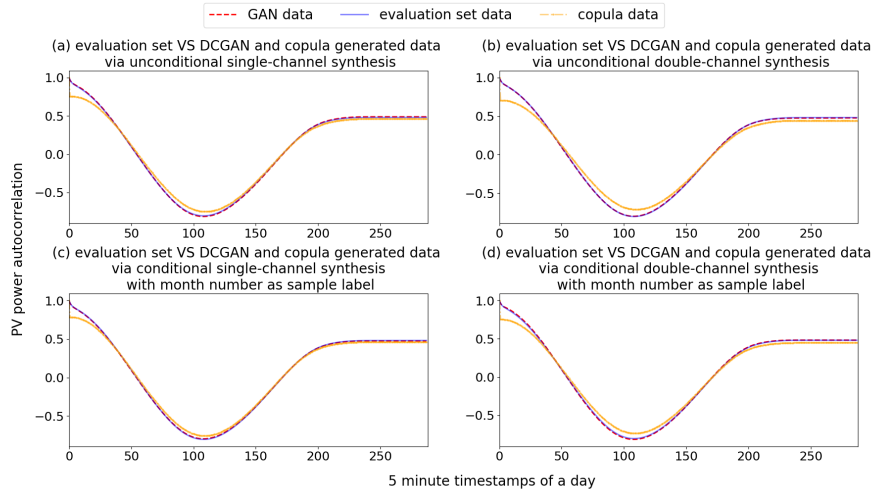 GAN data evaluation set data copula data
(a) evaluation set VS DCGAN and copula generated data
via unconditional single-channel synthesis
1.0
0.5
0.0
−0.5
0 50 100 150 200 250
(b) evaluation set VS DCGAN and copula generated data
via unconditional double-channel synthesis
1.0
0.5
0.0
−0.5
0 50 100 150 200 250
PV power autocorrelation
(c) evaluation set VS DCGAN and copula generated data
via conditional single-channel synthesis
with month number as sample label
1.0
0.5
0.0
−0.5
0 50 100 150 200 250
(d) evaluation set VS DCGAN and copula generated data
via conditional double-channel synthesis
with month number as sample label
1.0
0.5
0.0
−0.5
0 50 100 150 200 250
5 minute timestamps of a day